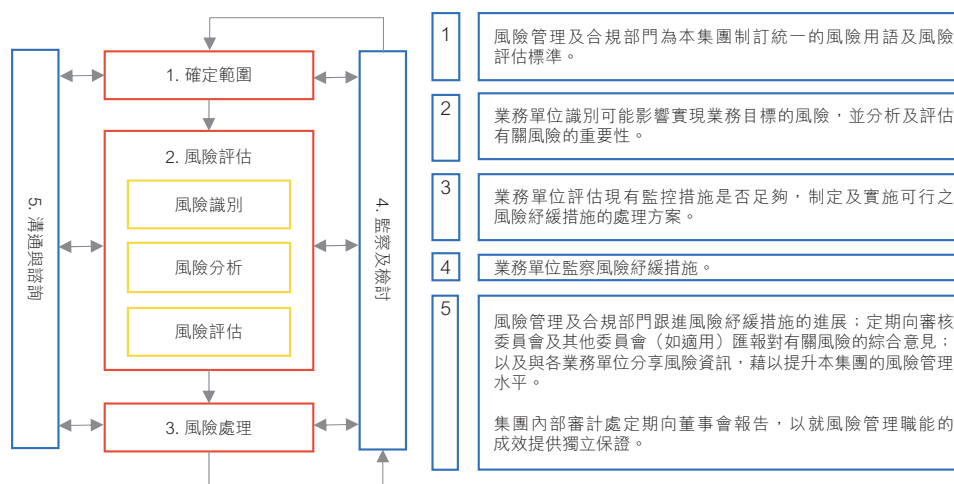 1. 確定範圍
2. 風險評估
風險識別
風險分析
風險評估
3. 風險處理
4. 監察及檢討
5. 溝通與諮詢
1
風險管理及合規部門為本集團制訂統一的風險用語及風險
評估標準。
2
業務單位識別可能影響實現業務目標的風險，並分析及評估
有關風險的重要性。
3
業務單位評估現有監控措施是否足夠，制定及實施可行之
風險紓緩措施的處理方案。
4
業務單位監察風險紓緩措施。
5
風險管理及合規部門跟進風險紓緩措施的進展；定期向審核
委員會及其他委員會（如適用）匯報對有關風險的綜合意見；
以及與各業務單位分享風險資訊，藉以提升本集團的風險管理
水平。
集團內部審計處定期向董事會報告，以就風險管理職能的
成效提供獨立保證。